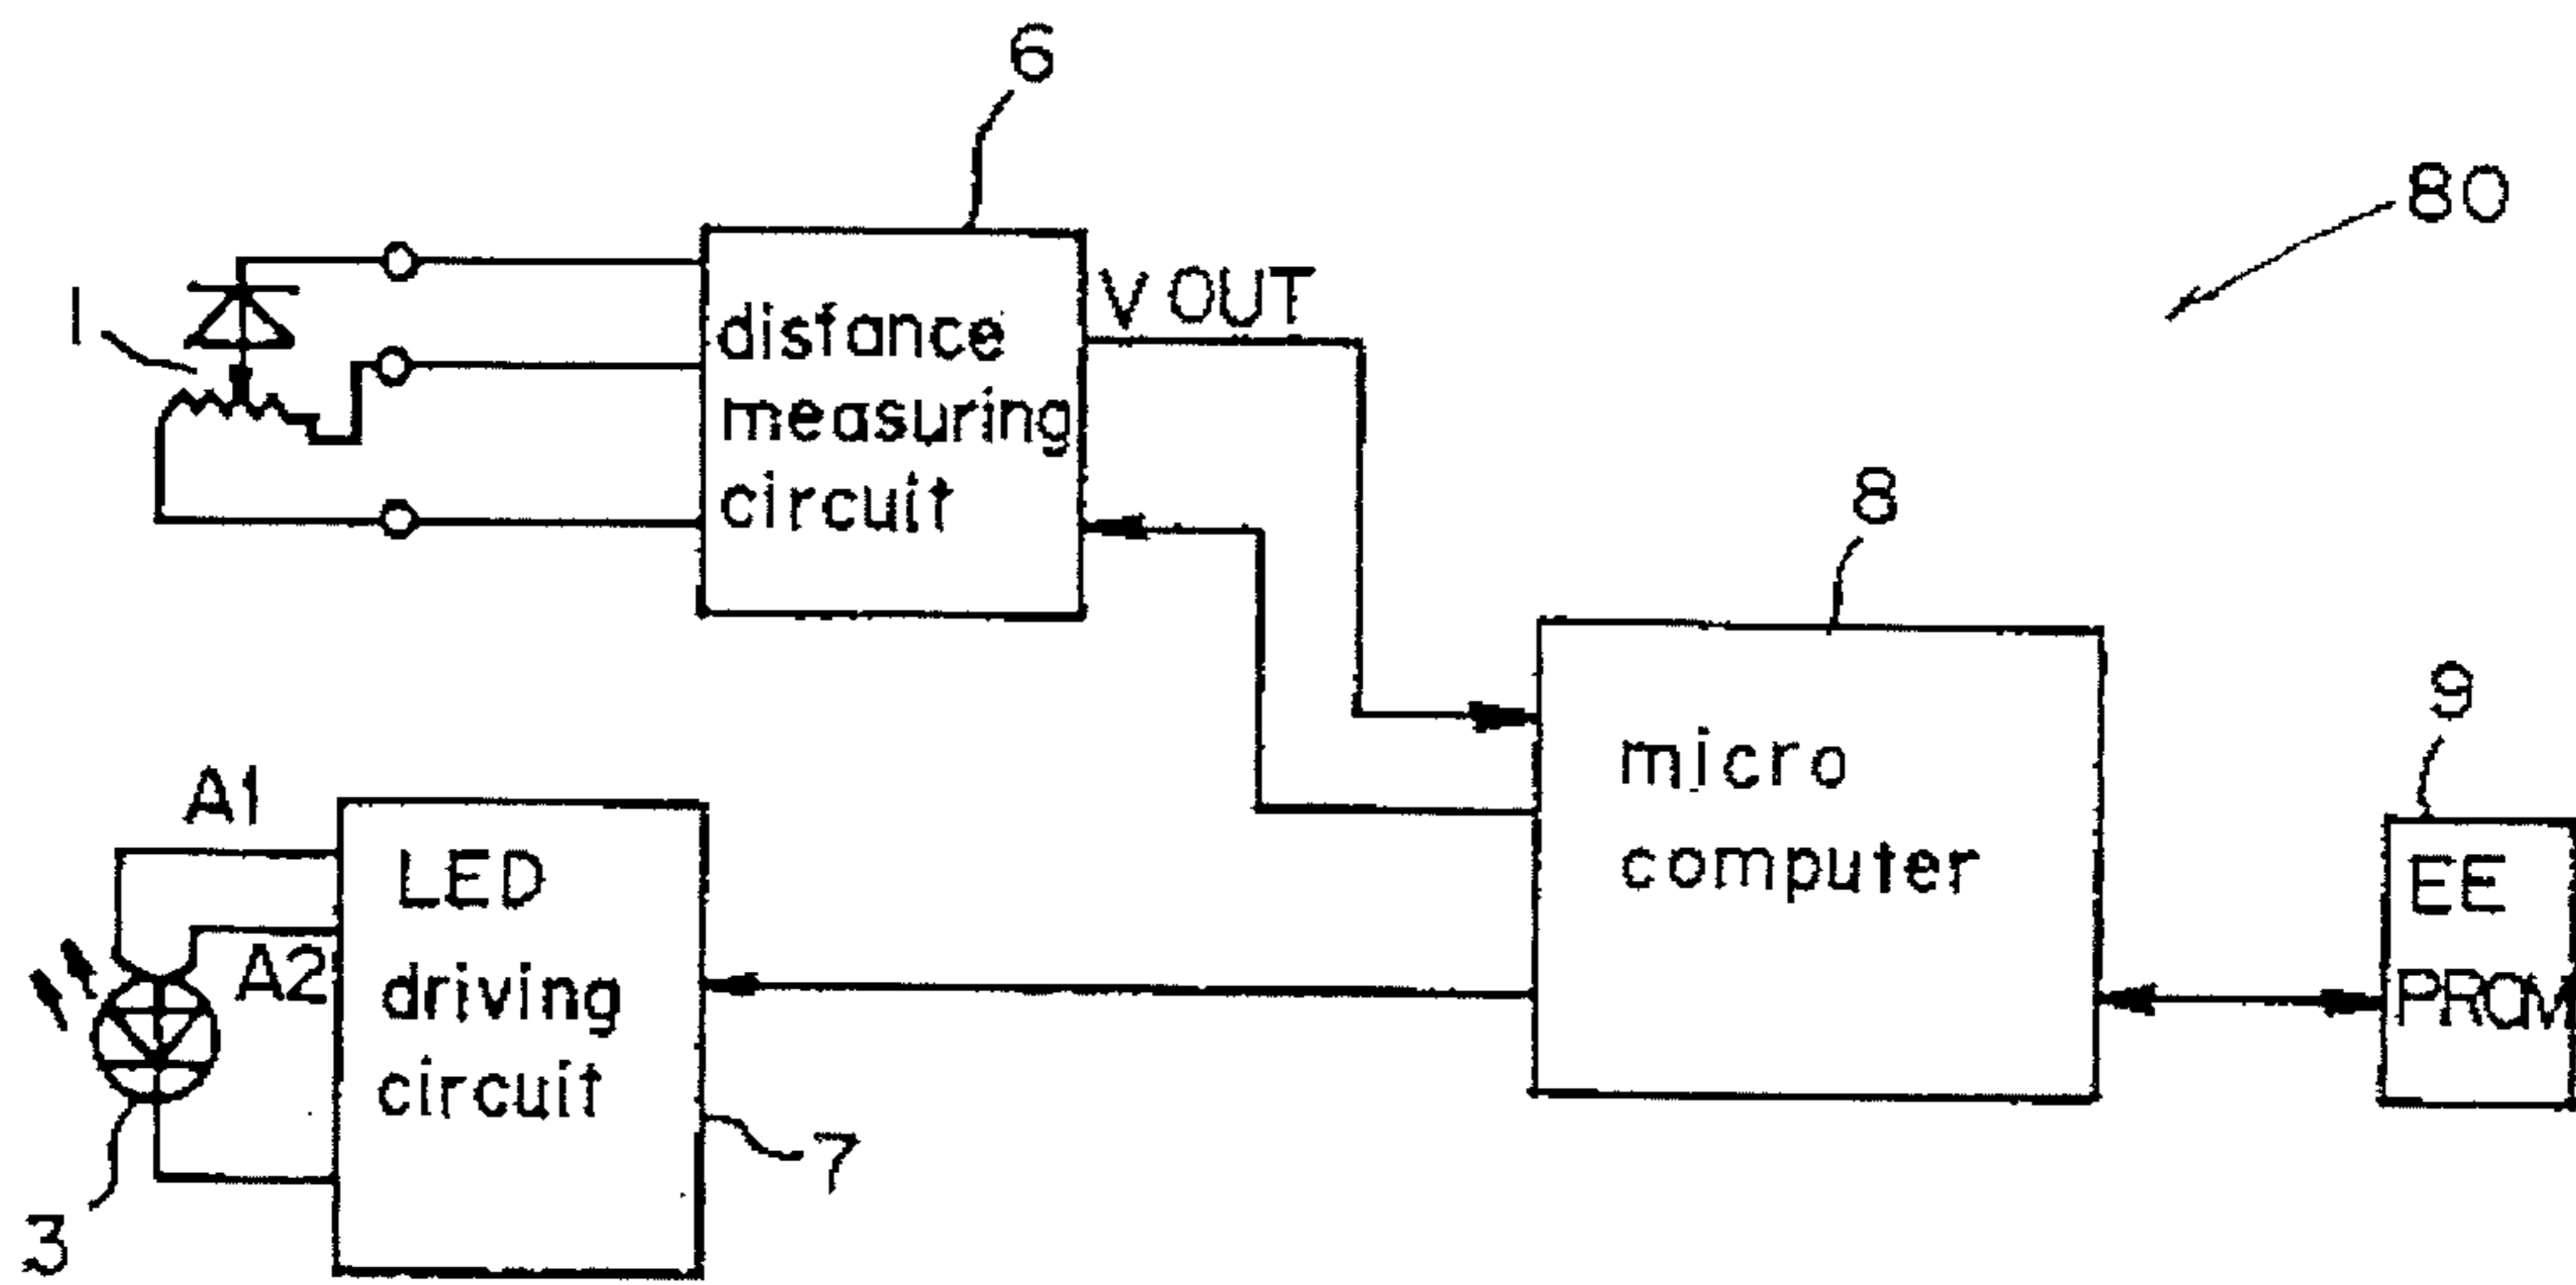 6
80
1
V OUT
distance
measuring
circuit
8
9
micro
computer
A1
A2
LED
driving
circuit
EE
PROM
7
3